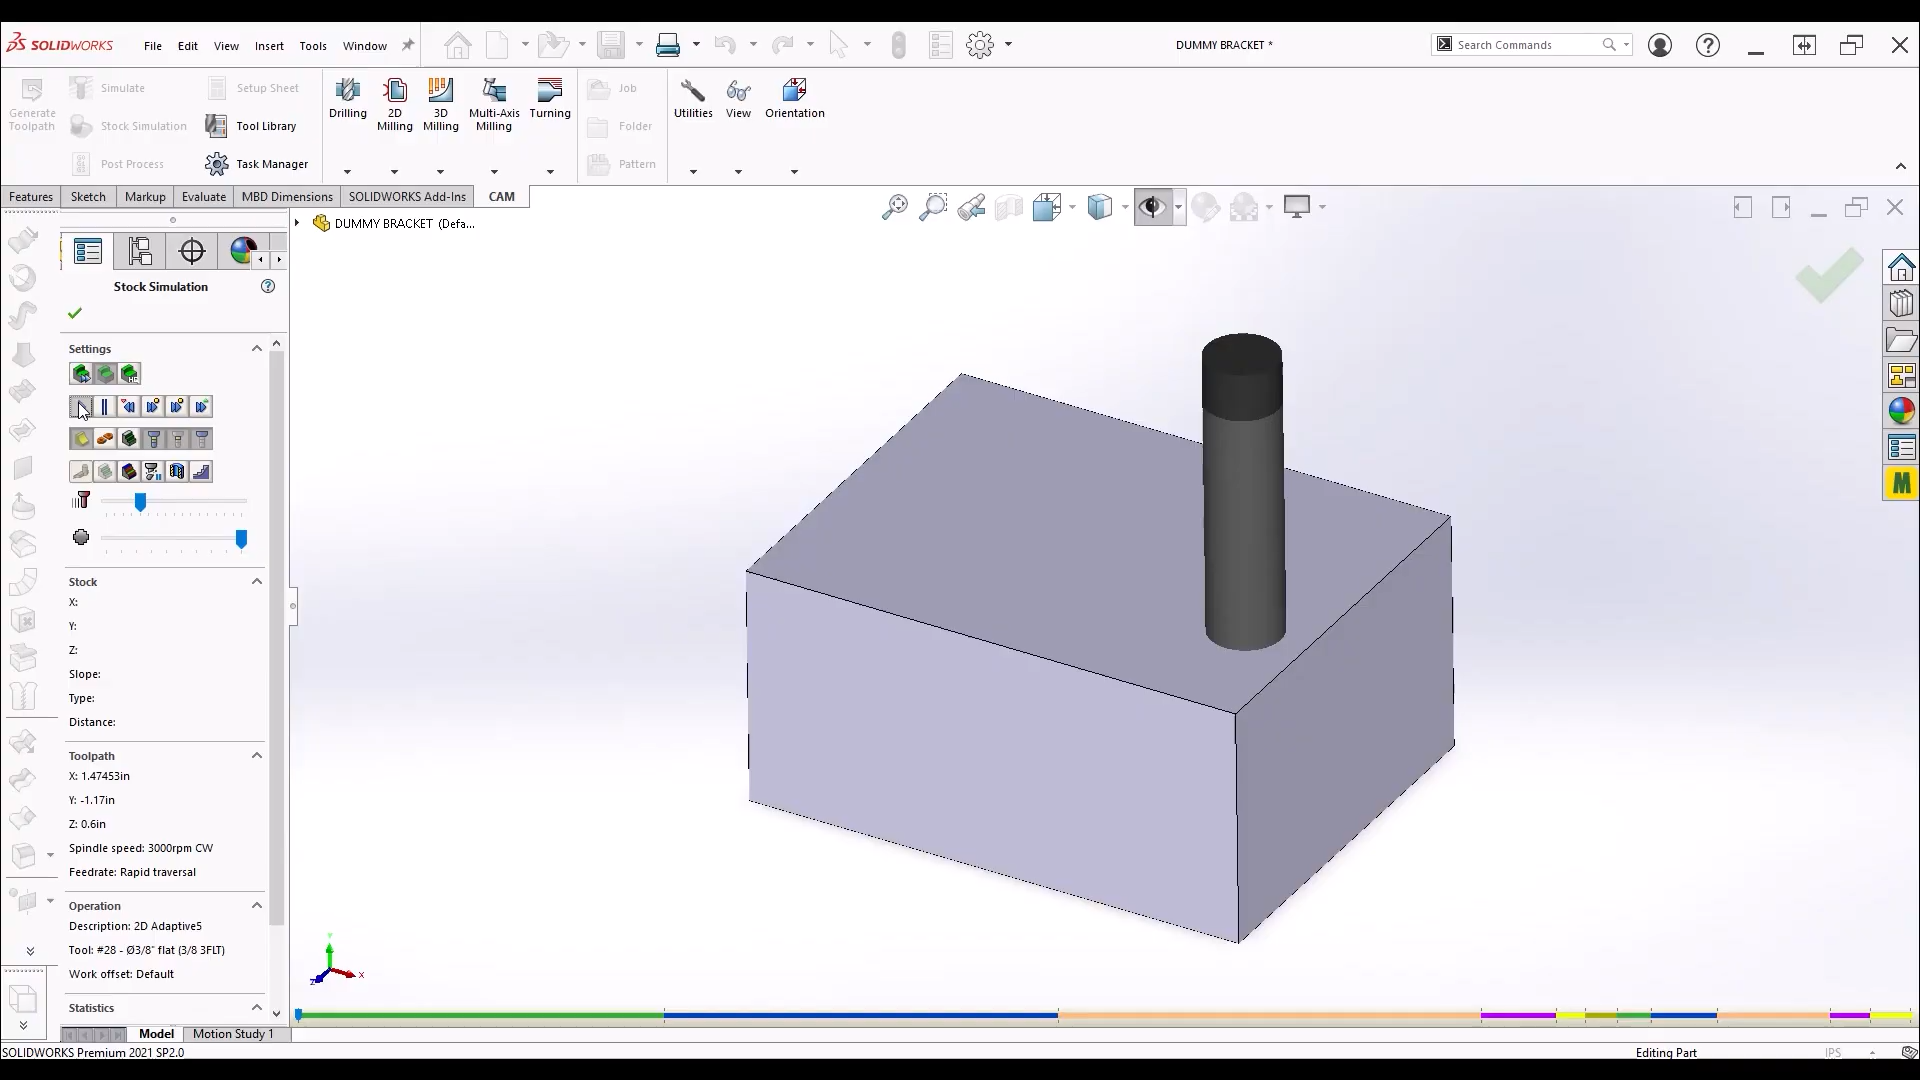 SOLIDWORKS File Edit View Insert Tools Window DUMMY BRACKET * Search Commands
Generate Toolpath
Simulate Setup Sheet
Stock Simulation Tool Library
Post Process Task Manager
Drilling 2D Milling 3D Milling Multi-Axis Milling Turning
Job
Folder
Pattern
Utilities View Orientation
Features Sketch Markup Evaluate MBD Dimensions SOLIDWORKS Add-Ins CAM
DUMMY BRACKET (Defa...
Stock Simulation
Settings
Stock
X:
Y:
Z:
Slope:
Type:
Distance:
Toolpath
X: 1.47453in
Y: -1.17in
Z: 0.6in
Spindle speed: 3000rpm CW
Feedrate: Rapid traversal
Operation
Description: 2D Adaptive5
Tool: #28 - Ø3/8" flat (3/8 3FLT)
Work offset: Default
Statistics
Model Motion Study 1
SOLIDWORKS Premium 2021 SP2.0 Editing Part IPS
M
X
Z